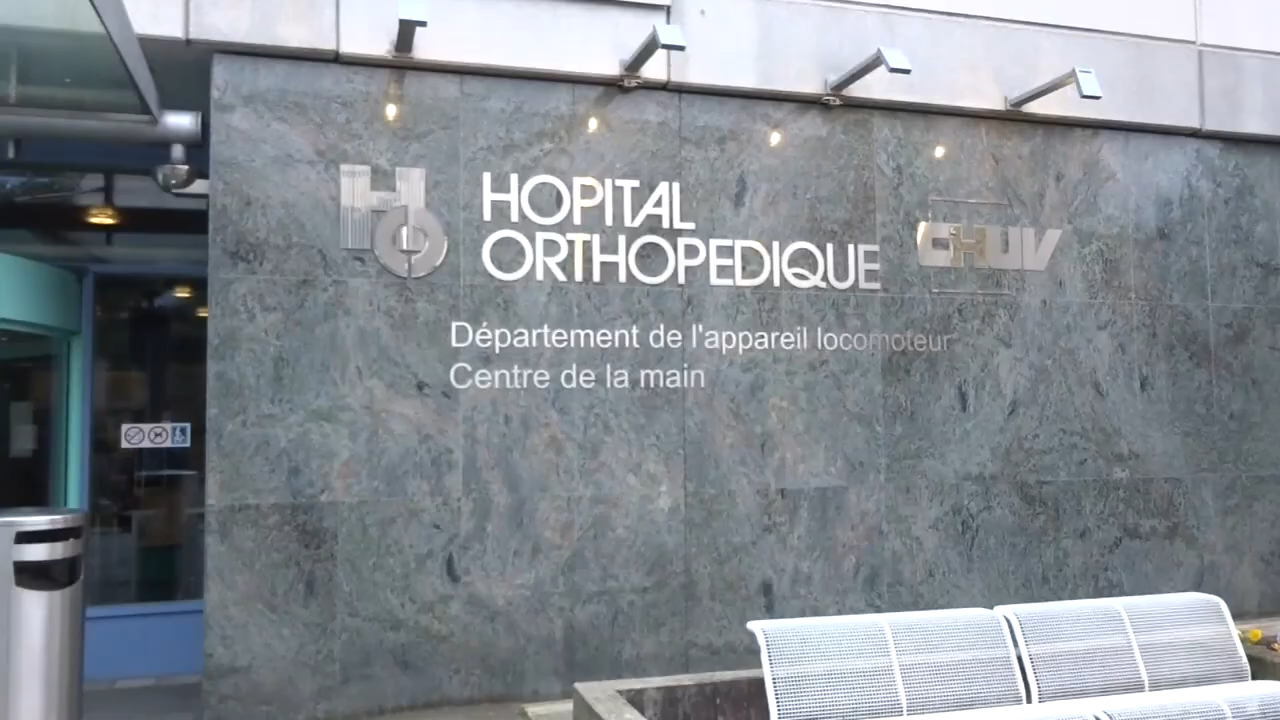 HO
HOPITAL
ORTHOPEDIQUE
CHUV
Département de l'appareil locomoteur
Centre de la main